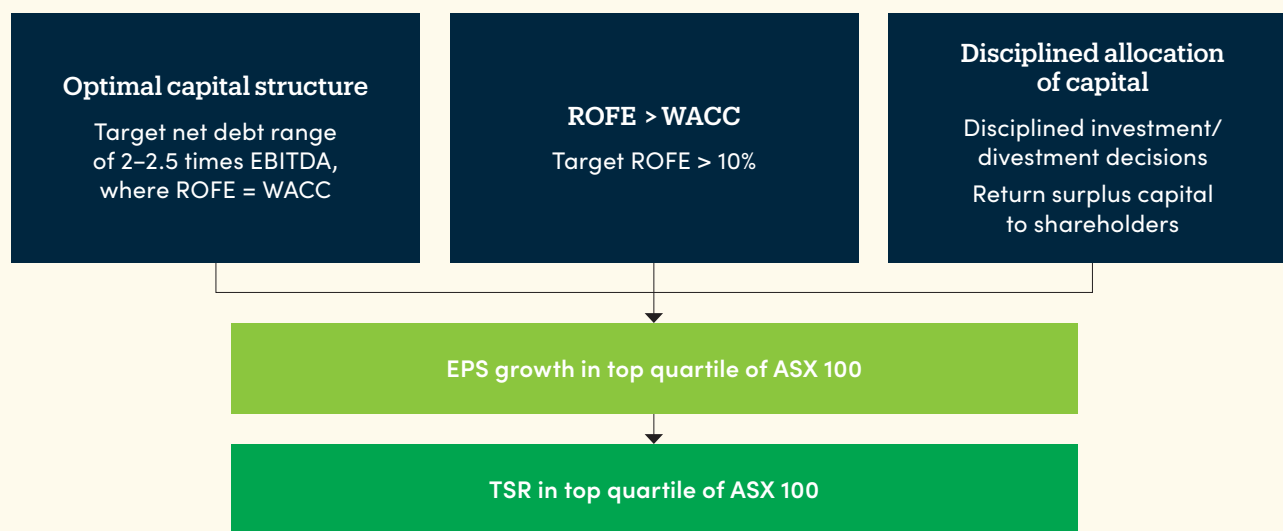 Optimal capital structure
Target net debt range
of 2–2.5 times EBITDA,
where ROFE = WACC
ROFE > WACC
Target ROFE > 10%
Disciplined allocation
of capital
Disciplined investment/
divestment decisions
Return surplus capital
to shareholders
EPS growth in top quartile of ASX 100
TSR in top quartile of ASX 100